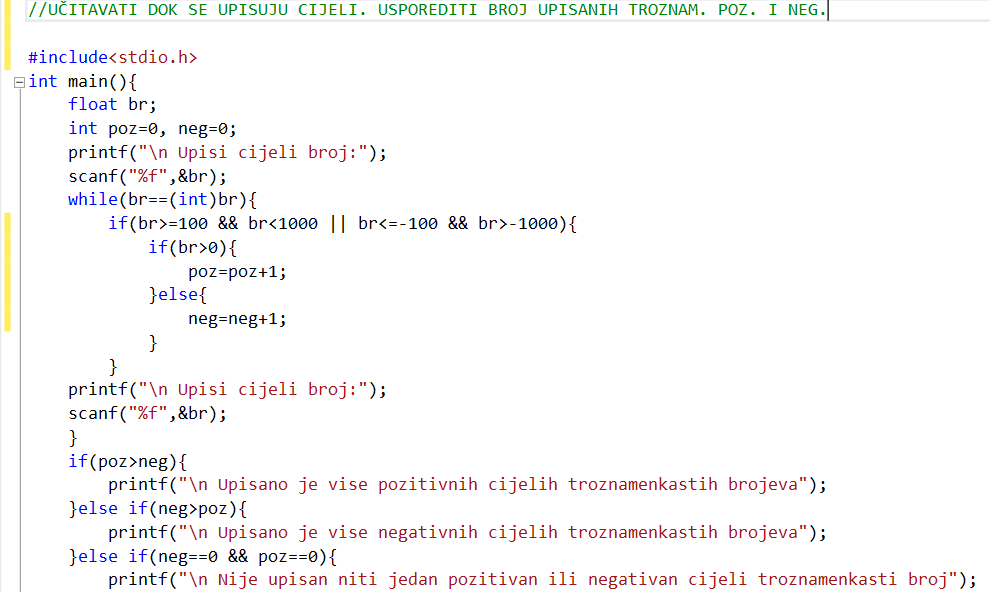 //UČITAVATI DOK SE UPISUJU CIJELI. USPOREDITI BROJ UPISANIH TROZNAM. POZ. I NEG.
#include<stdio.h>
int main(){
float br;
int poz=0, neg=0;
printf("\n Upisi cijeli broj:");
scanf("%f",&br);
while(br==(int)br){
if(br>=100 && br<1000 || br<=-100 && br>-1000){
if(br>0){
poz=poz+1;
}else{
neg=neg+1;
}
}
printf("\n Upisi cijeli broj:");
scanf("%f",&br);
}
if(poz>neg){
printf("\n Upisano je vise pozitivnih cijelih troznamenkastih brojeva");
}else if(neg>poz){
printf("\n Upisano je vise negativnih cijelih troznamenkastih brojeva");
}else if(neg==0 && poz==0){
printf("\n Nije upisan niti jedan pozitivan ili negativan cijeli troznamenkasti broj");